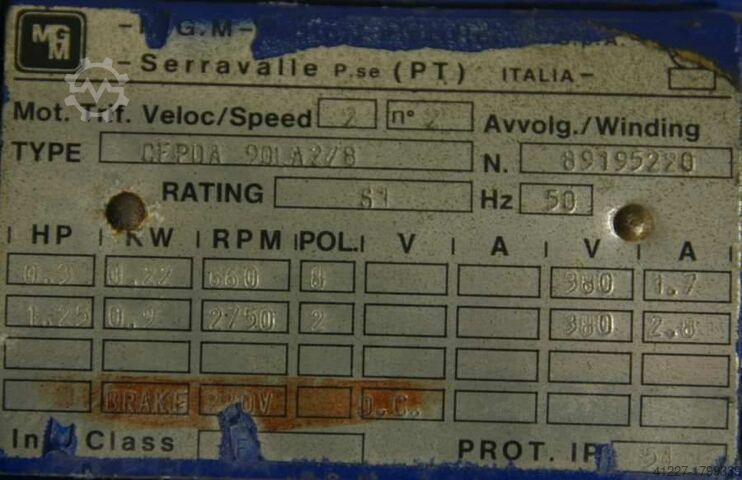 MGM
- M.G.M -
- Serravalle P.se (PT) ITALIA -
Mot. Trif. Veloc/Speed 2 n° 2 Avvolg./Winding
TYPE 90LA2/8 N. 89195220
RATING S1 Hz 50
HP KW RPM POL. V A V A
0.3 0.22 660 8 380 1.7
1.25 0.9 2750 2 380 2.8
BRAKE D.C.
Class F PROT. IP 54
41227-1799339